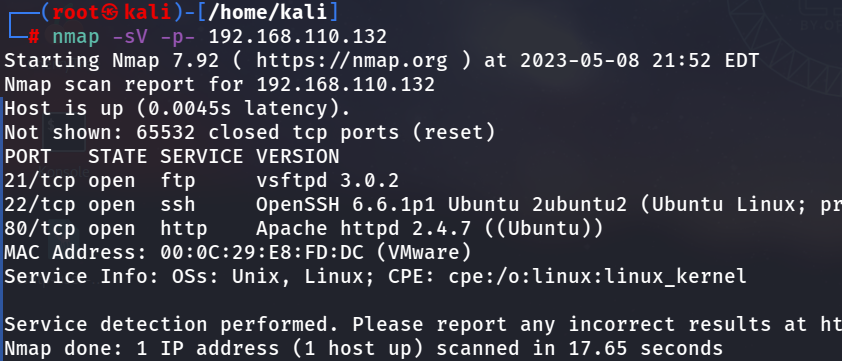 ┌──(root㉿kali)-[/home/kali]
└─# nmap -sV -p- 192.168.110.132
Starting Nmap 7.92 ( https://nmap.org ) at 2023-05-08 21:52 EDT
Nmap scan report for 192.168.110.132
Host is up (0.0045s latency).
Not shown: 65532 closed tcp ports (reset)
PORT   STATE SERVICE VERSION
21/tcp open  ftp     vsftpd 3.0.2
22/tcp open  ssh     OpenSSH 6.6.1p1 Ubuntu 2ubuntu2 (Ubuntu Linux; pr
80/tcp open  http    Apache httpd 2.4.7 ((Ubuntu))
MAC Address: 00:0C:29:E8:FD:DC (VMware)
Service Info: OSs: Unix, Linux; CPE: cpe:/o:linux:linux_kernel

Service detection performed. Please report any incorrect results at ht
Nmap done: 1 IP address (1 host up) scanned in 17.65 seconds